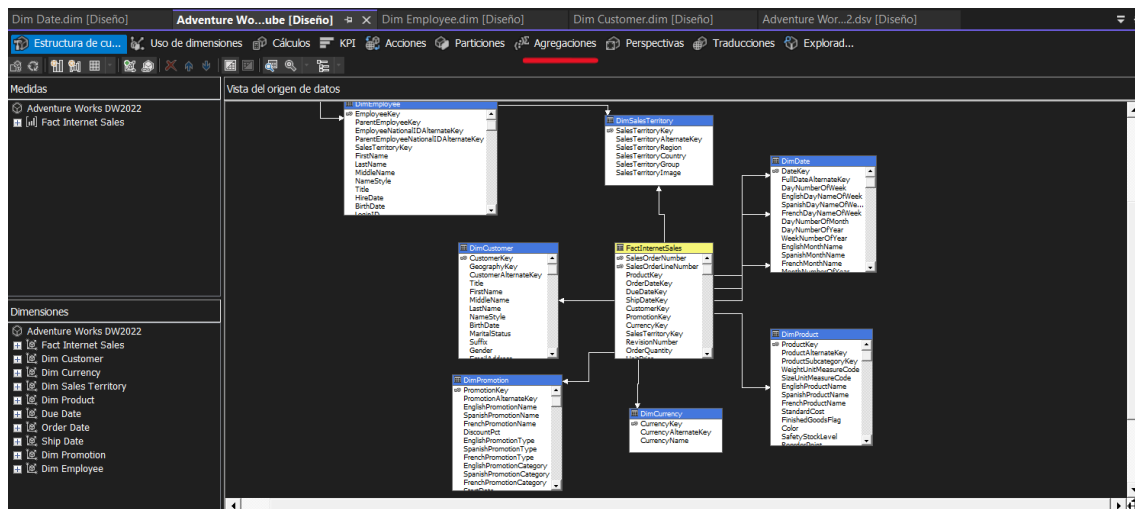 Dim Date.dim [Diseño]
Adventure Wo...ube [Diseño]
Dim Employee.dim [Diseño]
Dim Customer.dim [Diseño]
Adventure Wor...2.dsv [Diseño]
Estructura de cu...
Uso de dimensiones
Cálculos
KPI
Acciones
Particiones
Agregaciones
Perspectivas
Traducciones
Explorad...
Medidas
Adventure Works DW2022
Fact Internet Sales
Dimensiones
Adventure Works DW2022
Fact Internet Sales
Dim Customer
Dim Currency
Dim Sales Territory
Dim Product
Due Date
Order Date
Ship Date
Dim Promotion
Dim Employee
Vista del origen de datos
DimEmployee
EmployeeKey
ParentEmployeeKey
EmployeeNationalIDAlternateKey
ParentEmployeeNationalIDAlternateKey
SalesTerritoryKey
FirstName
LastName
MiddleName
NameStyle
Title
HireDate
BirthDate
LoginID
DimSalesTerritory
SalesTerritoryKey
SalesTerritoryAlternateKey
SalesTerritoryRegion
SalesTerritoryCountry
SalesTerritoryGroup
SalesTerritoryImage
DimDate
DateKey
FullDateAlternateKey
DayNumberOfWeek
EnglishDayNameOfWeek
SpanishDayNameOfWe...
FrenchDayNameOfWeek
DayNumberOfMonth
DayNumberOfYear
WeekNumberOfYear
EnglishMonthName
SpanishMonthName
FrenchMonthName
MonthNumberOfYear
DimCustomer
CustomerKey
GeographyKey
CustomerAlternateKey
Title
FirstName
MiddleName
LastName
NameStyle
BirthDate
MaritalStatus
Suffix
Gender
EmailAddress
FactInternetSales
SalesOrderNumber
SalesOrderLineNumber
ProductKey
OrderDateKey
DueDateKey
ShipDateKey
CustomerKey
PromotionKey
CurrencyKey
SalesTerritoryKey
RevisionNumber
OrderQuantity
UnitPrice
DimProduct
ProductKey
ProductAlternateKey
ProductSubcategoryKey
WeightUnitMeasureCode
SizeUnitMeasureCode
EnglishProductName
SpanishProductName
FrenchProductName
StandardCost
FinishedGoodsFlag
Color
SafetyStockLevel
ReorderPoint
DimPromotion
PromotionKey
PromotionAlternateKey
EnglishPromotionName
SpanishPromotionName
FrenchPromotionName
DiscountPct
EnglishPromotionType
SpanishPromotionType
FrenchPromotionType
EnglishPromotionCategory
SpanishPromotionCategory
FrenchPromotionCategory
StartDate
DimCurrency
CurrencyKey
CurrencyAlternateKey
CurrencyName